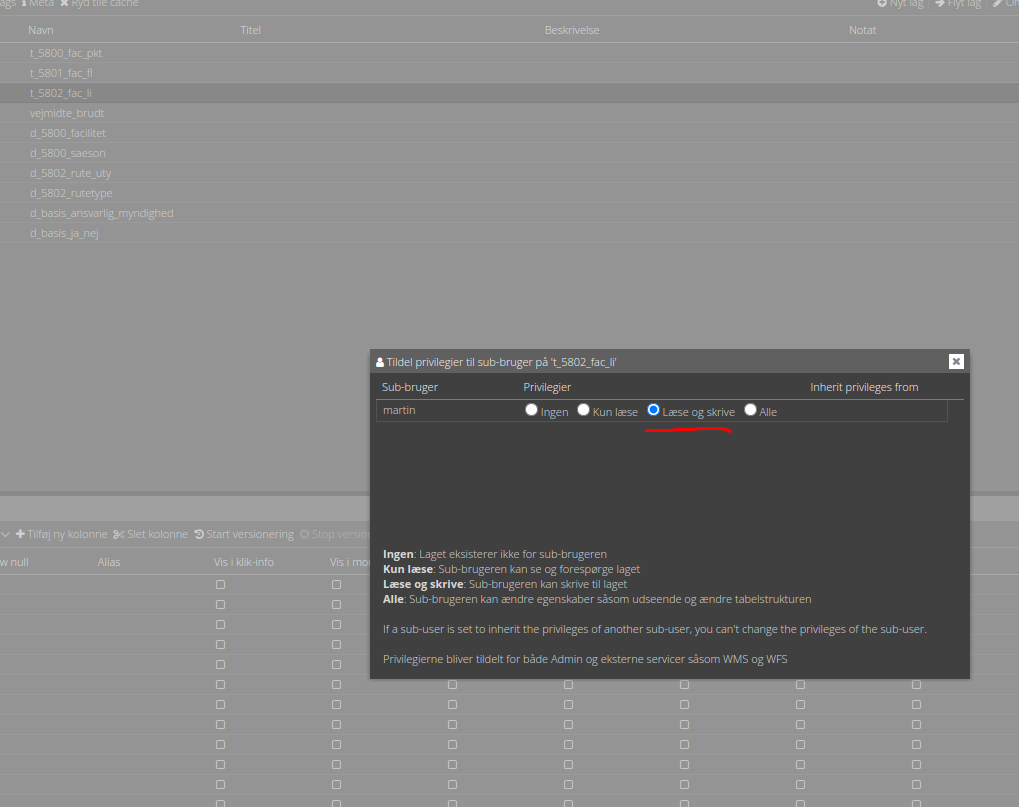 ags Meta Ryd tile cache Nyt lag Flyt lag
Navn Titel Beskrivelse Notat
t_5800_fac_pkt
t_5801_fac_fl
t_5802_fac_li
vejmidte_brudt
d_5800_facilitet
d_5800_saeson
d_5802_rute_uty
d_5802_rutetype
d_basis_ansvarlig_myndighed
d_basis_ja_nej
Tildel privilegier til sub-bruger på 't_5802_fac_li'
Sub-bruger Privilegier Inherit privileges from
martin Ingen Kun læse Læse og skrive Alle
Tilføj ny kolonne Slet kolonne Start versionering Stop versio
w null Alias Vis i klik-info Vis i mo
Ingen: Laget eksisterer ikke for sub-brugeren
Kun læse: Sub-brugeren kan se og forespørge laget
Læse og skrive: Sub-brugeren kan skrive til laget
Alle: Sub-brugeren kan ændre egenskaber såsom udseende og ændre tabelstrukturen
If a sub-user is set to inherit the privileges of another sub-user, you can't change the privileges of the sub-user.
Privilegierne bliver tildelt for både Admin og eksterne servicer såsom WMS og WFS